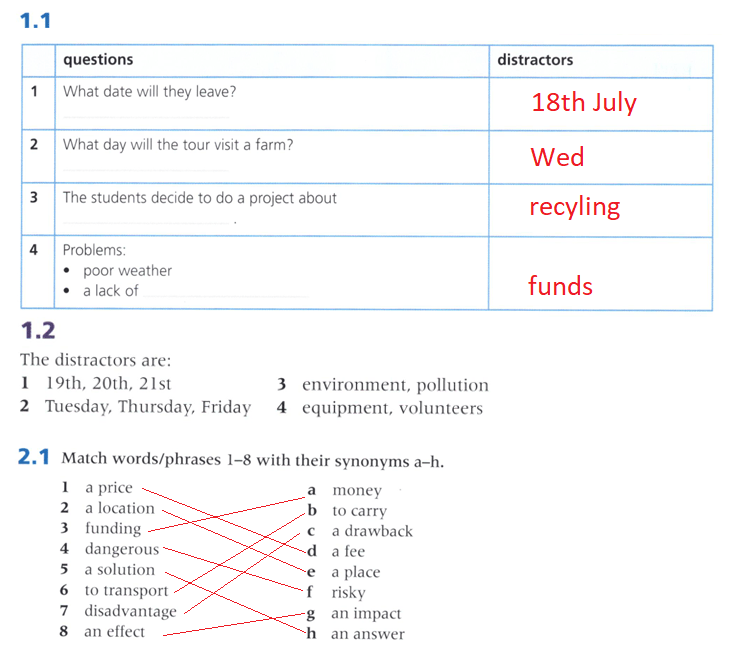 1.1
questions distractors
1 What date will they leave? 18th July
2 What day will the tour visit a farm? Wed
3 The students decide to do a project about recyling
.
4 Problems:
• poor weather
• a lack of funds
1.2
The distractors are:
1 19th, 20th, 21st 3 environment, pollution
2 Tuesday, Thursday, Friday 4 equipment, volunteers
2.1 Match words/phrases 1–8 with their synonyms a–h.
1 a price a money
2 a location b to carry
3 funding c a drawback
4 dangerous d a fee
5 a solution e a place
6 to transport f risky
7 disadvantage g an impact
8 an effect h an answer